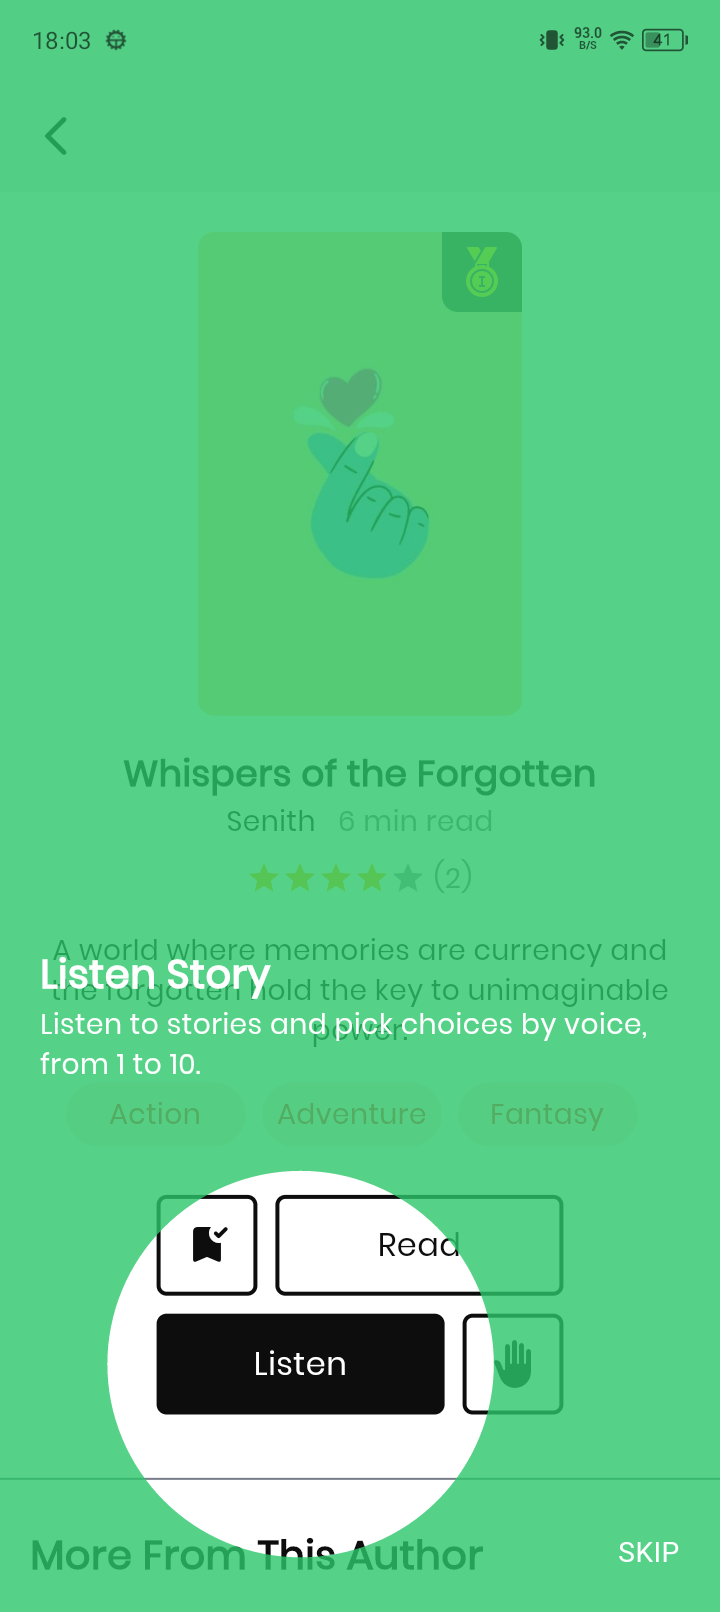 18:03
93.0
B/S
41
Whispers of the Forgotten
Senith 6 min read
(2)
A world where memories are currency and
the forgotten hold the key to unimaginable
power.
Listen Story
Listen to stories and pick choices by voice,
from 1 to 10.
Action Adventure Fantasy
Read
Listen
More From This Author
SKIP